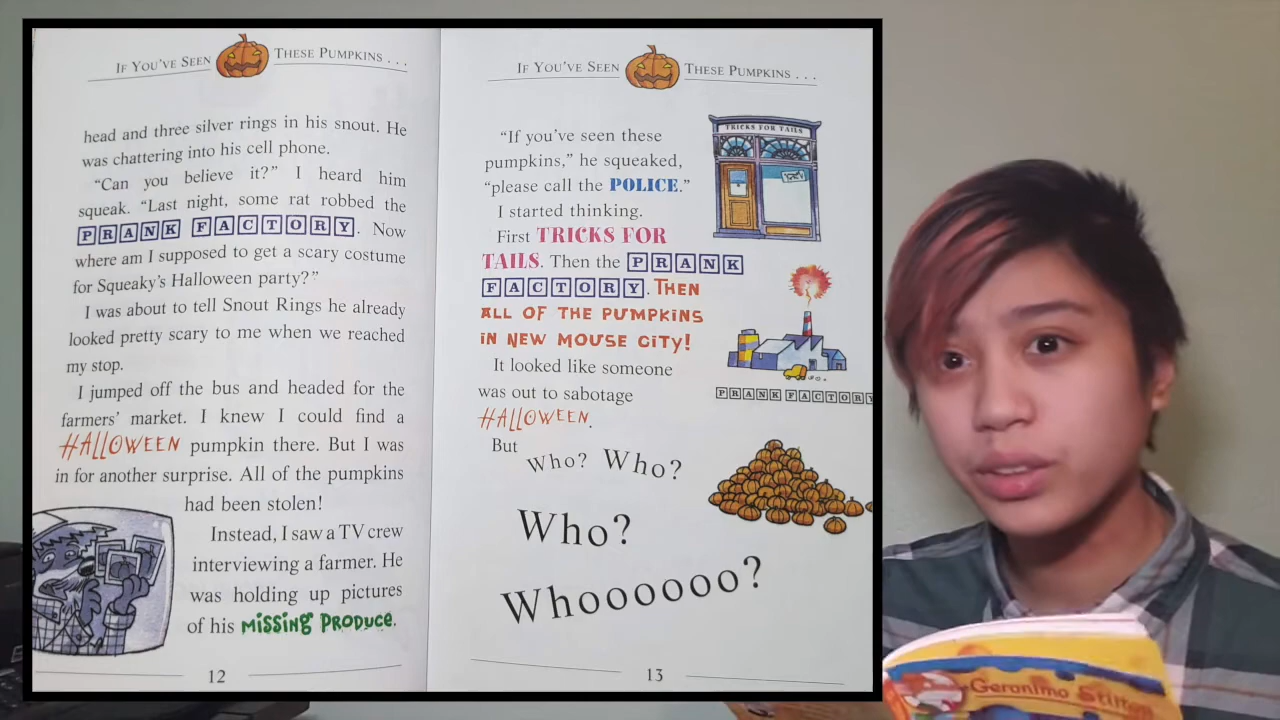 IF YOU'VE SEEN THESE PUMPKINS . . .
head and three silver rings in his snout. He
was chattering into his cell phone.
"Can you believe it?" I heard him
squeak. "Last night, some rat robbed the
PRANK FACTORY. Now
where am I supposed to get a scary costume
for Squeaky's Halloween party?"
I was about to tell Snout Rings he already
looked pretty scary to me when we reached
my stop.
I jumped off the bus and headed for the
farmers' market. I knew I could find a
HALLOWEEN pumpkin there. But I was
in for another surprise. All of the pumpkins
had been stolen!
Instead, I saw a TV crew
interviewing a farmer. He
was holding up pictures
of his MISSING PRODUCE.
12
IF YOU'VE SEEN THESE PUMPKINS . . .
"If you've seen these
pumpkins," he squeaked,
"please call the POLICE."
I started thinking.
First TRICKS FOR
TAILS. Then the PRANK
FACTORY. THEN
ALL OF THE PUMPKINS
IN NEW MOUSE CITY!
It looked like someone
was out to sabotage
HALLOWEEN.
But Who? Who?
Who?
Whoooooo?
TRICKS FOR TAILS
PRANK FACTORY
13
Geronimo Stilton